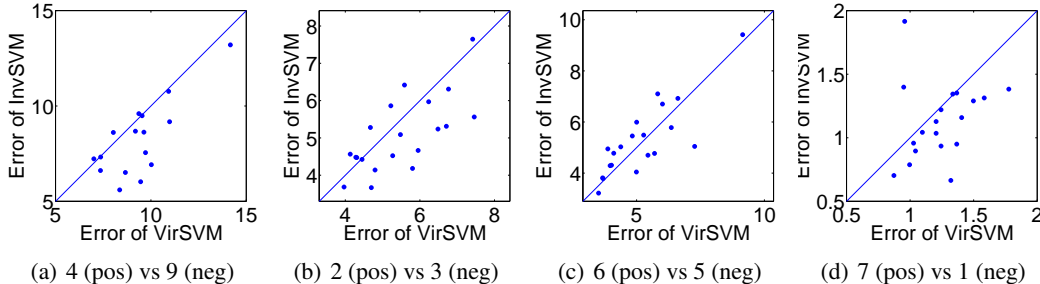 15
10
5
5
10
15
Error of InvSVM
Error of VirSVM
(a) 4 (pos) vs 9 (neg)
8
7
6
5
4
4
6
8
Error of InvSVM
Error of VirSVM
(b) 2 (pos) vs 3 (neg)
10
8
6
4
4
6
8
10
Error of InvSVM
Error of VirSVM
(c) 6 (pos) vs 5 (neg)
2
1.5
1
0.5
0.5
1
1.5
2
Error of InvSVM
Error of VirSVM
(d) 7 (pos) vs 1 (neg)